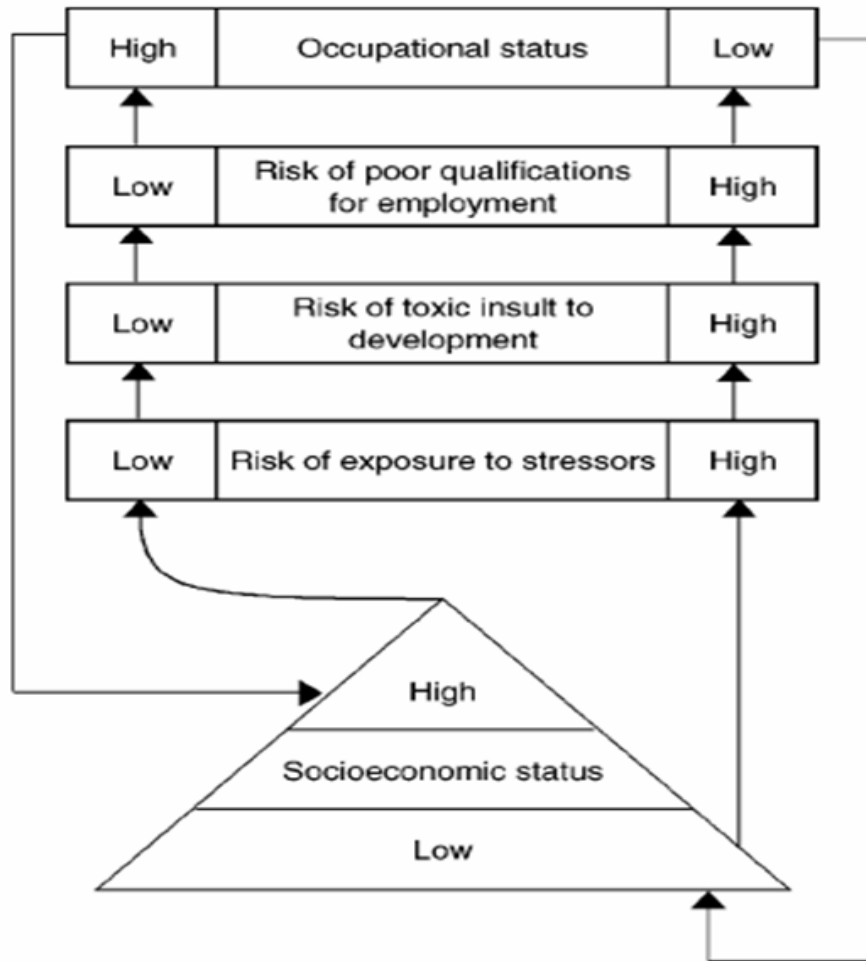 High Occupational status Low
Low Risk of poor qualifications for employment High
Low Risk of toxic insult to development High
Low Risk of exposure to stressors High
High
Socioeconomic status
Low